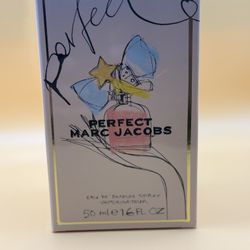 perfect
PERFECT
MARC JACOBS
EAU DE PARFUM SPRAY
VAPORISATEUR
50 ml e 1.6 FL OZ